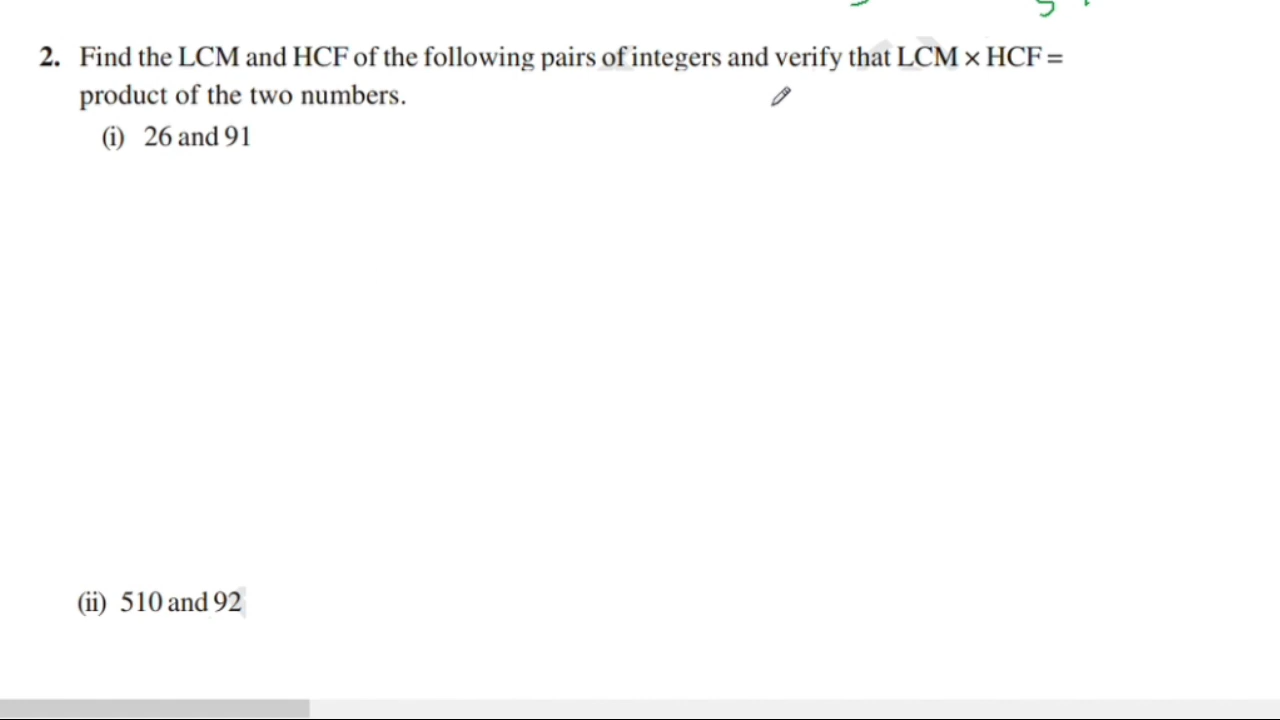 2. Find the LCM and HCF of the following pairs of integers and verify that LCM × HCF =
product of the two numbers.
(i) 26 and 91
(ii) 510 and 92